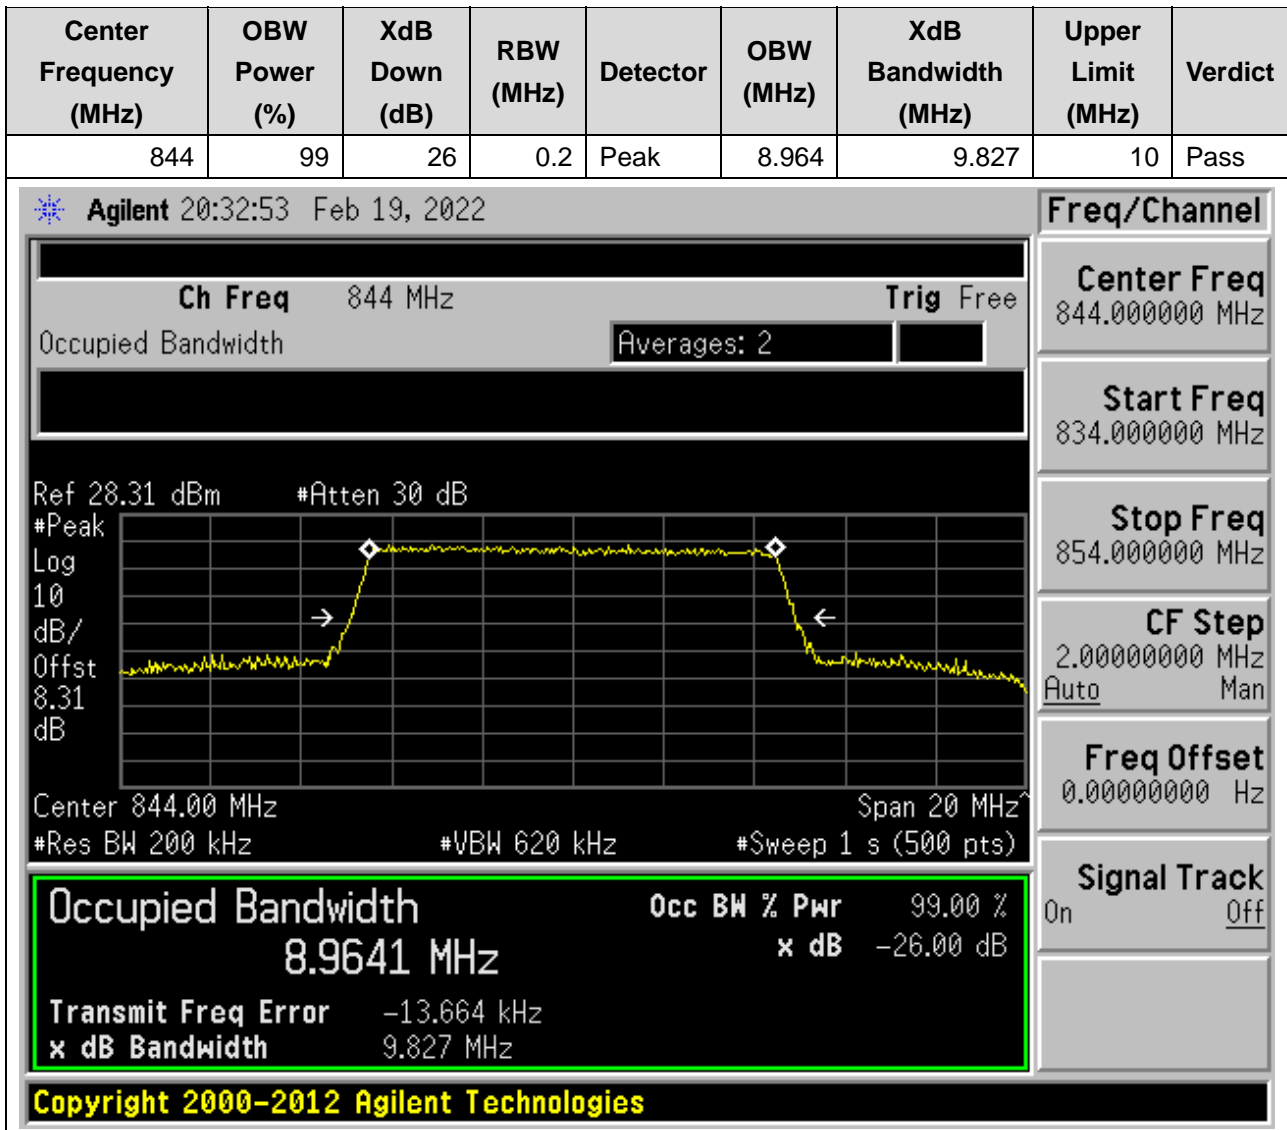 Center Frequency (MHz) OBW Power (%) XdB Down (dB) RBW (MHz) Detector OBW (MHz) XdB Bandwidth (MHz) Upper Limit (MHz) Verdict
844 99 26 0.2 Peak 8.964 9.827 10 Pass
Agilent 20:32:53 Feb 19, 2022
Freq/Channel
Ch Freq 844 MHz Trig Free
Occupied Bandwidth Averages: 2
Center Freq
844.000000 MHz
Start Freq
834.000000 MHz
Stop Freq
854.000000 MHz
CF Step
2.00000000 MHz
Auto Man
Freq Offset
0.00000000 Hz
Signal Track
On Off
Ref 28.31 dBm #Atten 30 dB
#Peak
Log
10
dB/
Offst
8.31
dB
Center 844.00 MHz Span 20 MHz^
#Res BW 200 kHz #VBW 620 kHz #Sweep 1 s (500 pts)
Occupied Bandwidth
8.9641 MHz
Occ BW % Pwr 99.00 %
x dB -26.00 dB
Transmit Freq Error -13.664 kHz
x dB Bandwidth 9.827 MHz
Copyright 2000-2012 Agilent Technologies